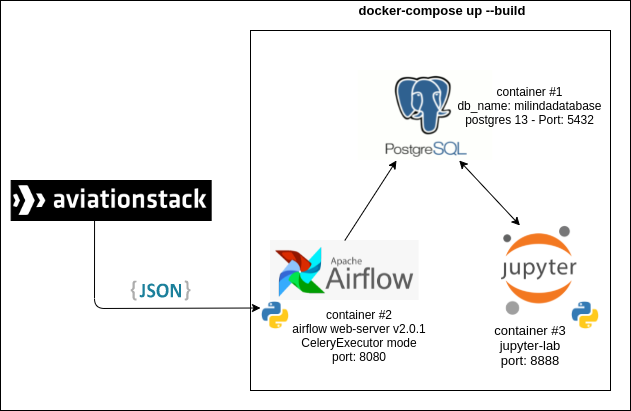 docker-compose up --build
container #1
db_name: milindadatabase
postgres 13 - Port: 5432
PostgreSQL
aviationstack
{JSON}
Apache
Airflow
container #2
airflow web-server v2.0.1
CeleryExecutor mode
port: 8080
jupyter
container #3
jupyter-lab
port: 8888